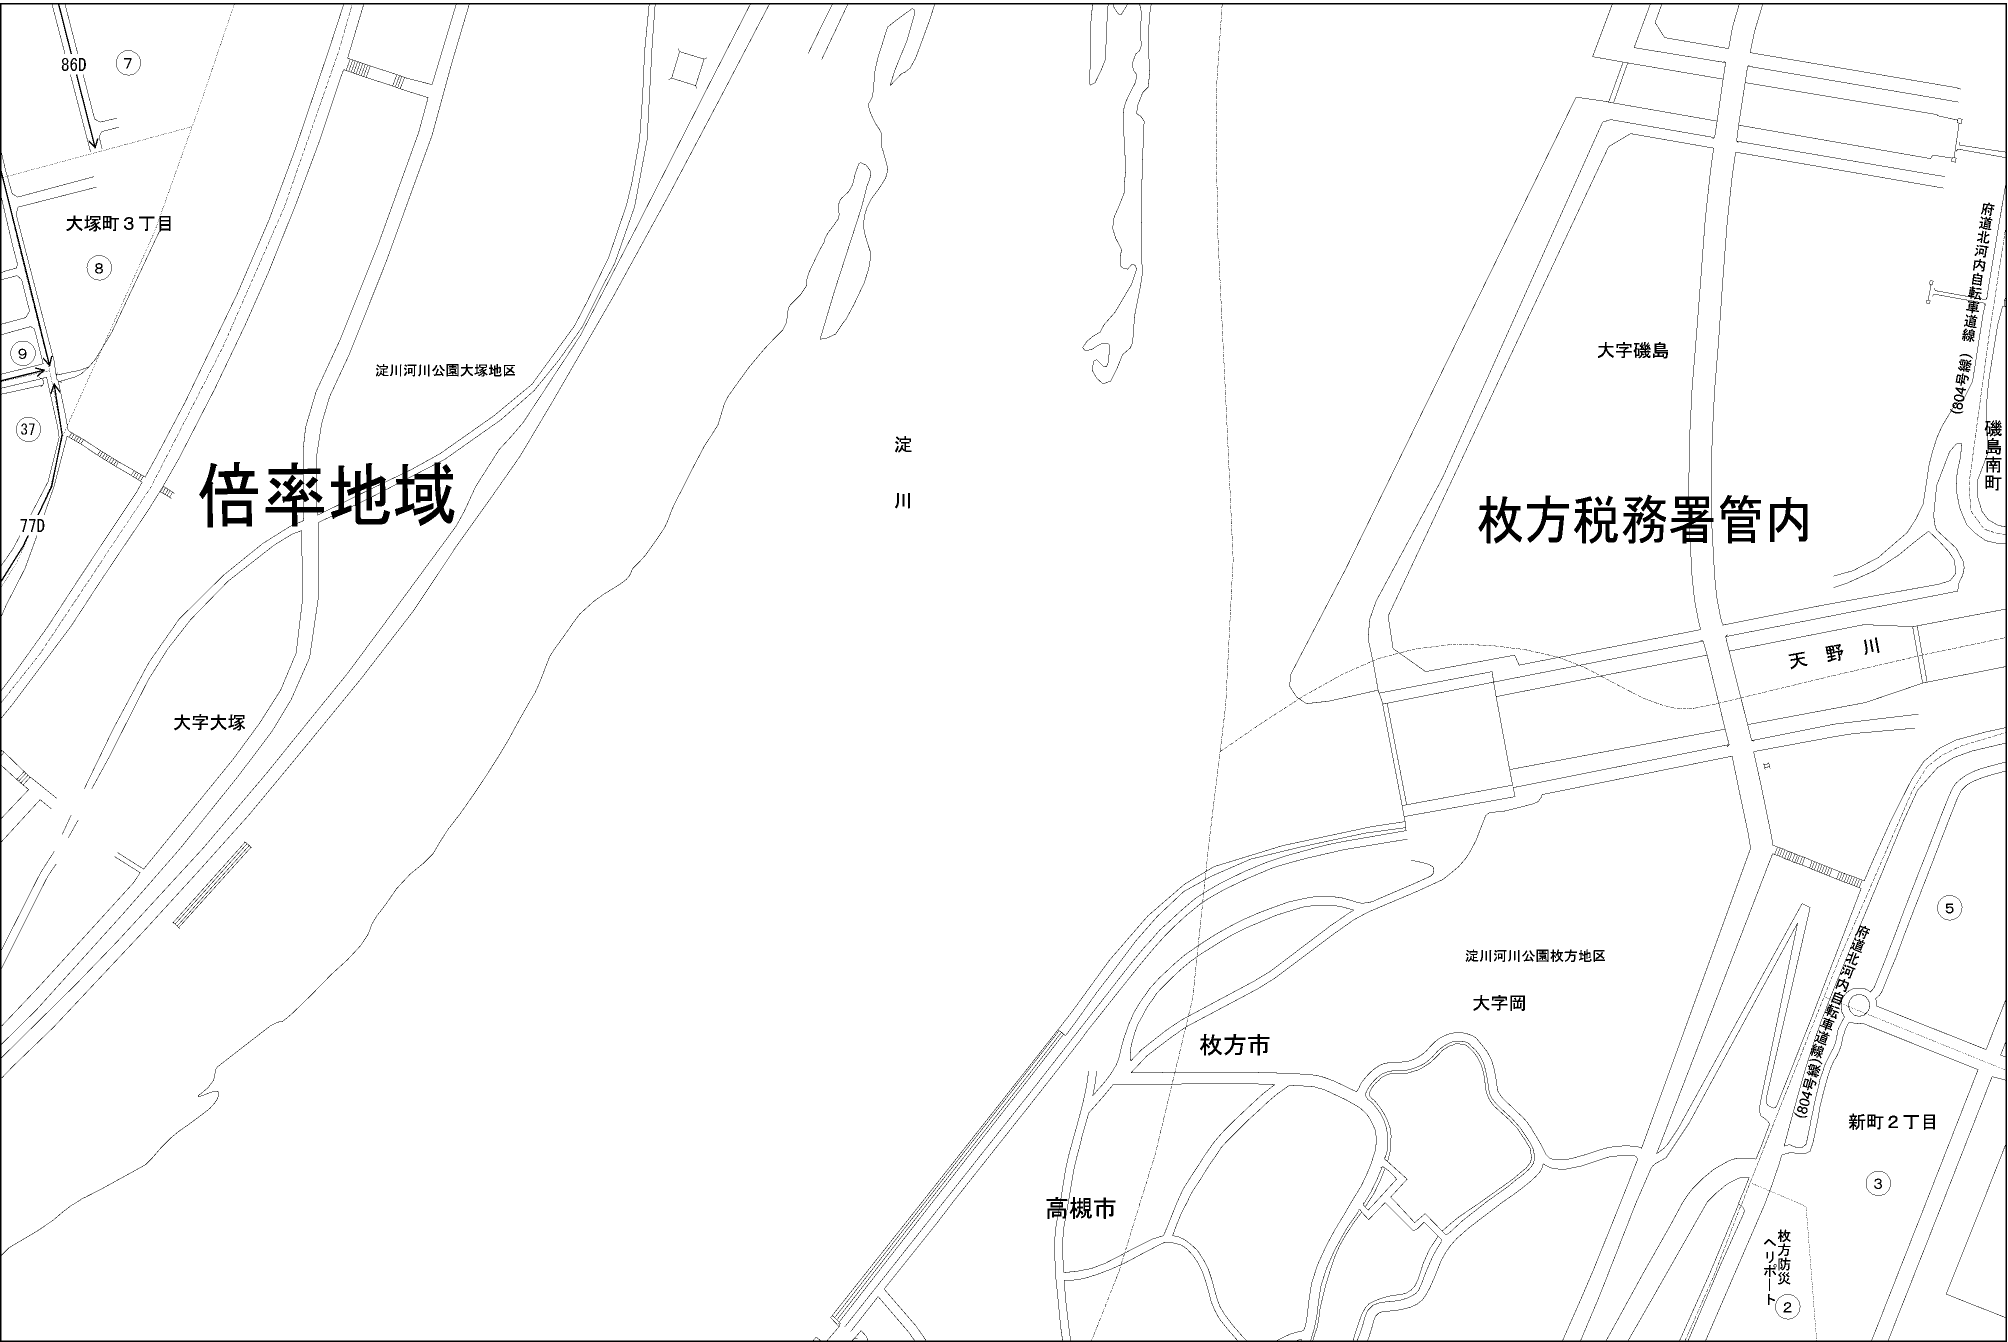 86D
7
大塚町3丁目
8
9
37
77D
淀川河川公園大塚地区
倍率地域
大字大塚
淀川
大字磯島
府道北河内自転車道線(804号線)
磯島南町
枚方税務署管内
天野川
5
淀川河川公園枚方地区
大字岡
府道北河内自転車道線(804号線)
枚方市
高槻市
新町2丁目
3
枚方防災
ヘリポート
2